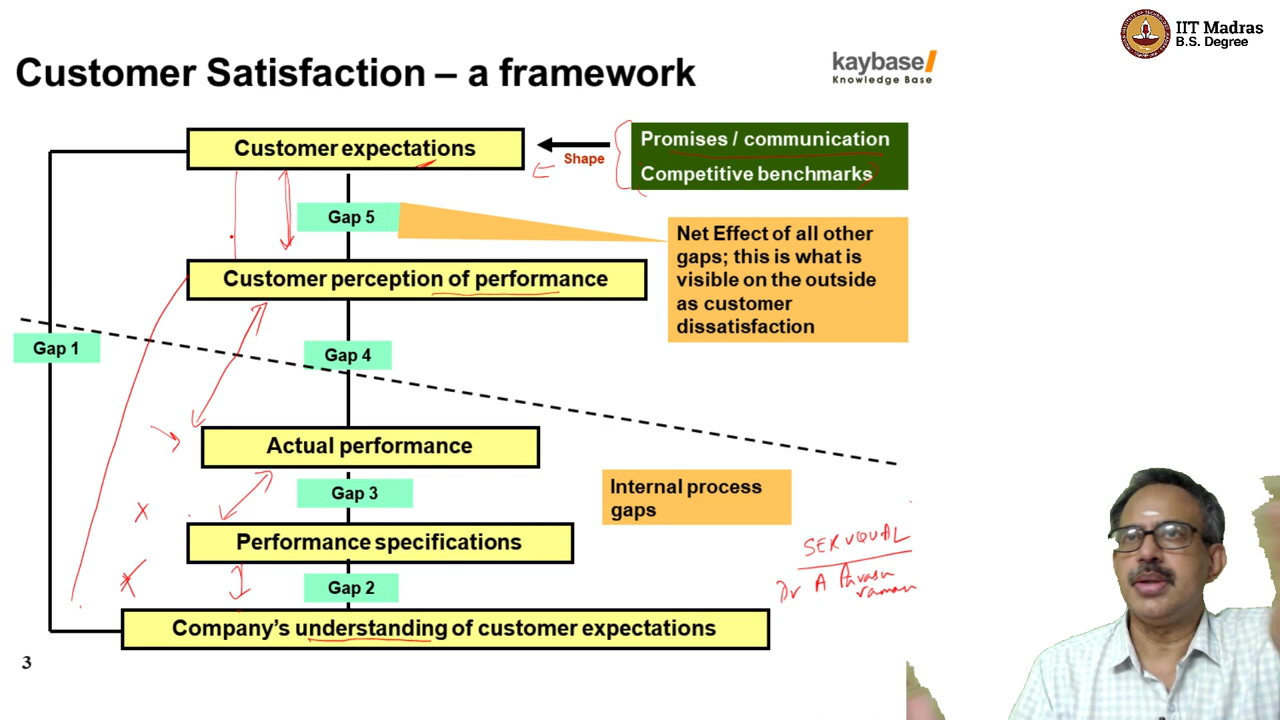 IIT Madras
B.S. Degree
Customer Satisfaction – a framework
kaybase
Knowledge Base
Customer expectations
Shape
Promises / communication
Competitive benchmarks
Gap 5
Net Effect of all other
gaps; this is what is
visible on the outside
as customer
dissatisfaction
Customer perception of performance
Gap 1
Gap 4
Actual performance
Gap 3
Internal process
gaps
Performance specifications
SERVQUAL
Dr A Parasu
raman
Gap 2
Company's understanding of customer expectations
3